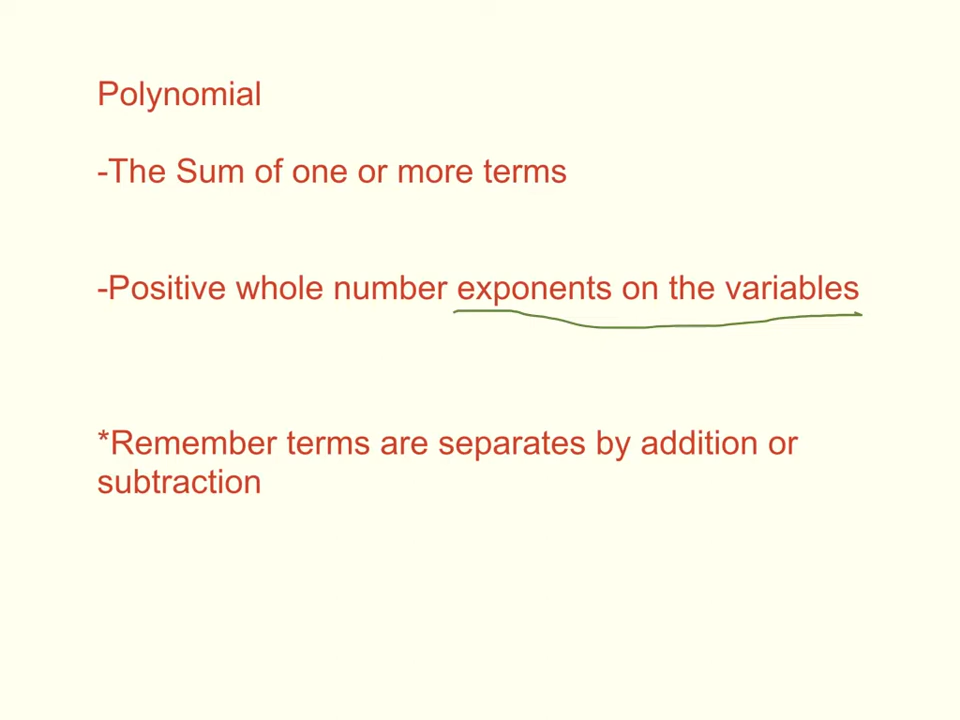 Polynomial
-The Sum of one or more terms
-Positive whole number exponents on the variables
*Remember terms are separates by addition or
subtraction